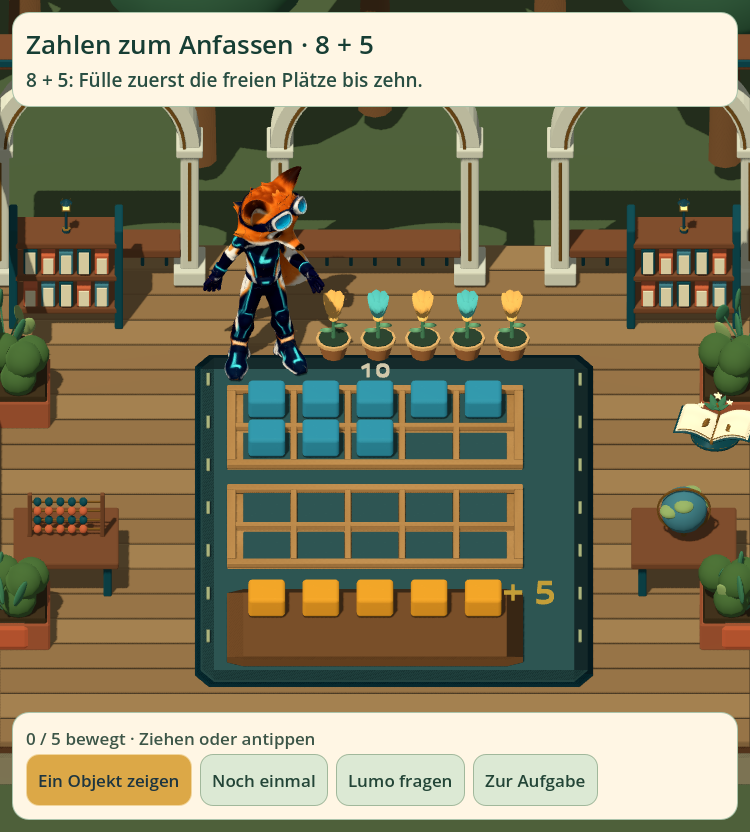 Zahlen zum Anfassen · 8 + 5
8 + 5: Fülle zuerst die freien Plätze bis zehn.
10
+ 5
0 / 5 bewegt · Ziehen oder antippen
Ein Objekt zeigen
Noch einmal
Lumo fragen
Zur Aufgabe